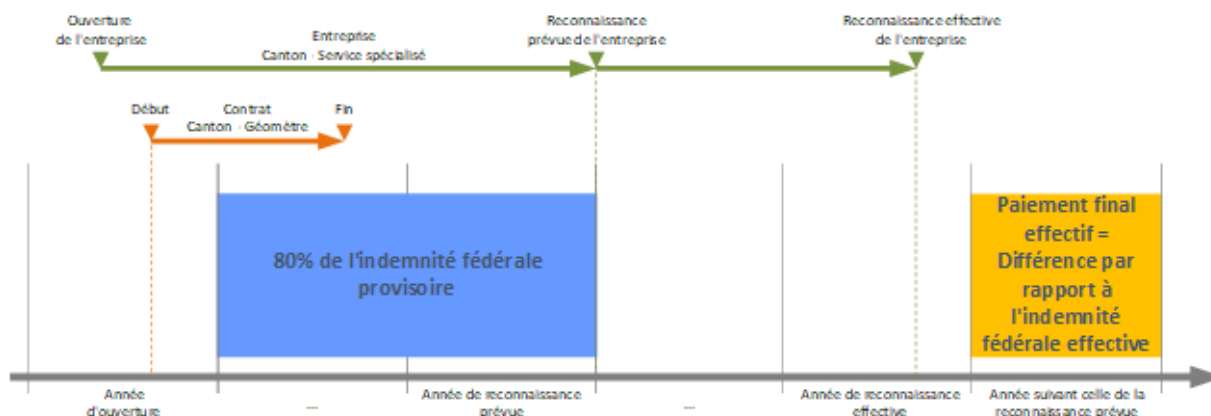 Ouverture
de l'entreprise
Entreprise
Canton - Service spécialisé
Reconnaissance
prévue de l'entreprise
Reconnaissance effective
de l'entreprise
Début
Contrat
Canton - Géomètre
Fin
80% de l'indemnité fédérale
provisoire
Paiement final
effectif =
Différence par
rapport à
l'indemnité
fédérale effective
Année
d'ouverture
...
Année de reconnaissance
prévue
...
Année de reconnaissance
effective
Année suivant celle de la
reconnaissance prévue